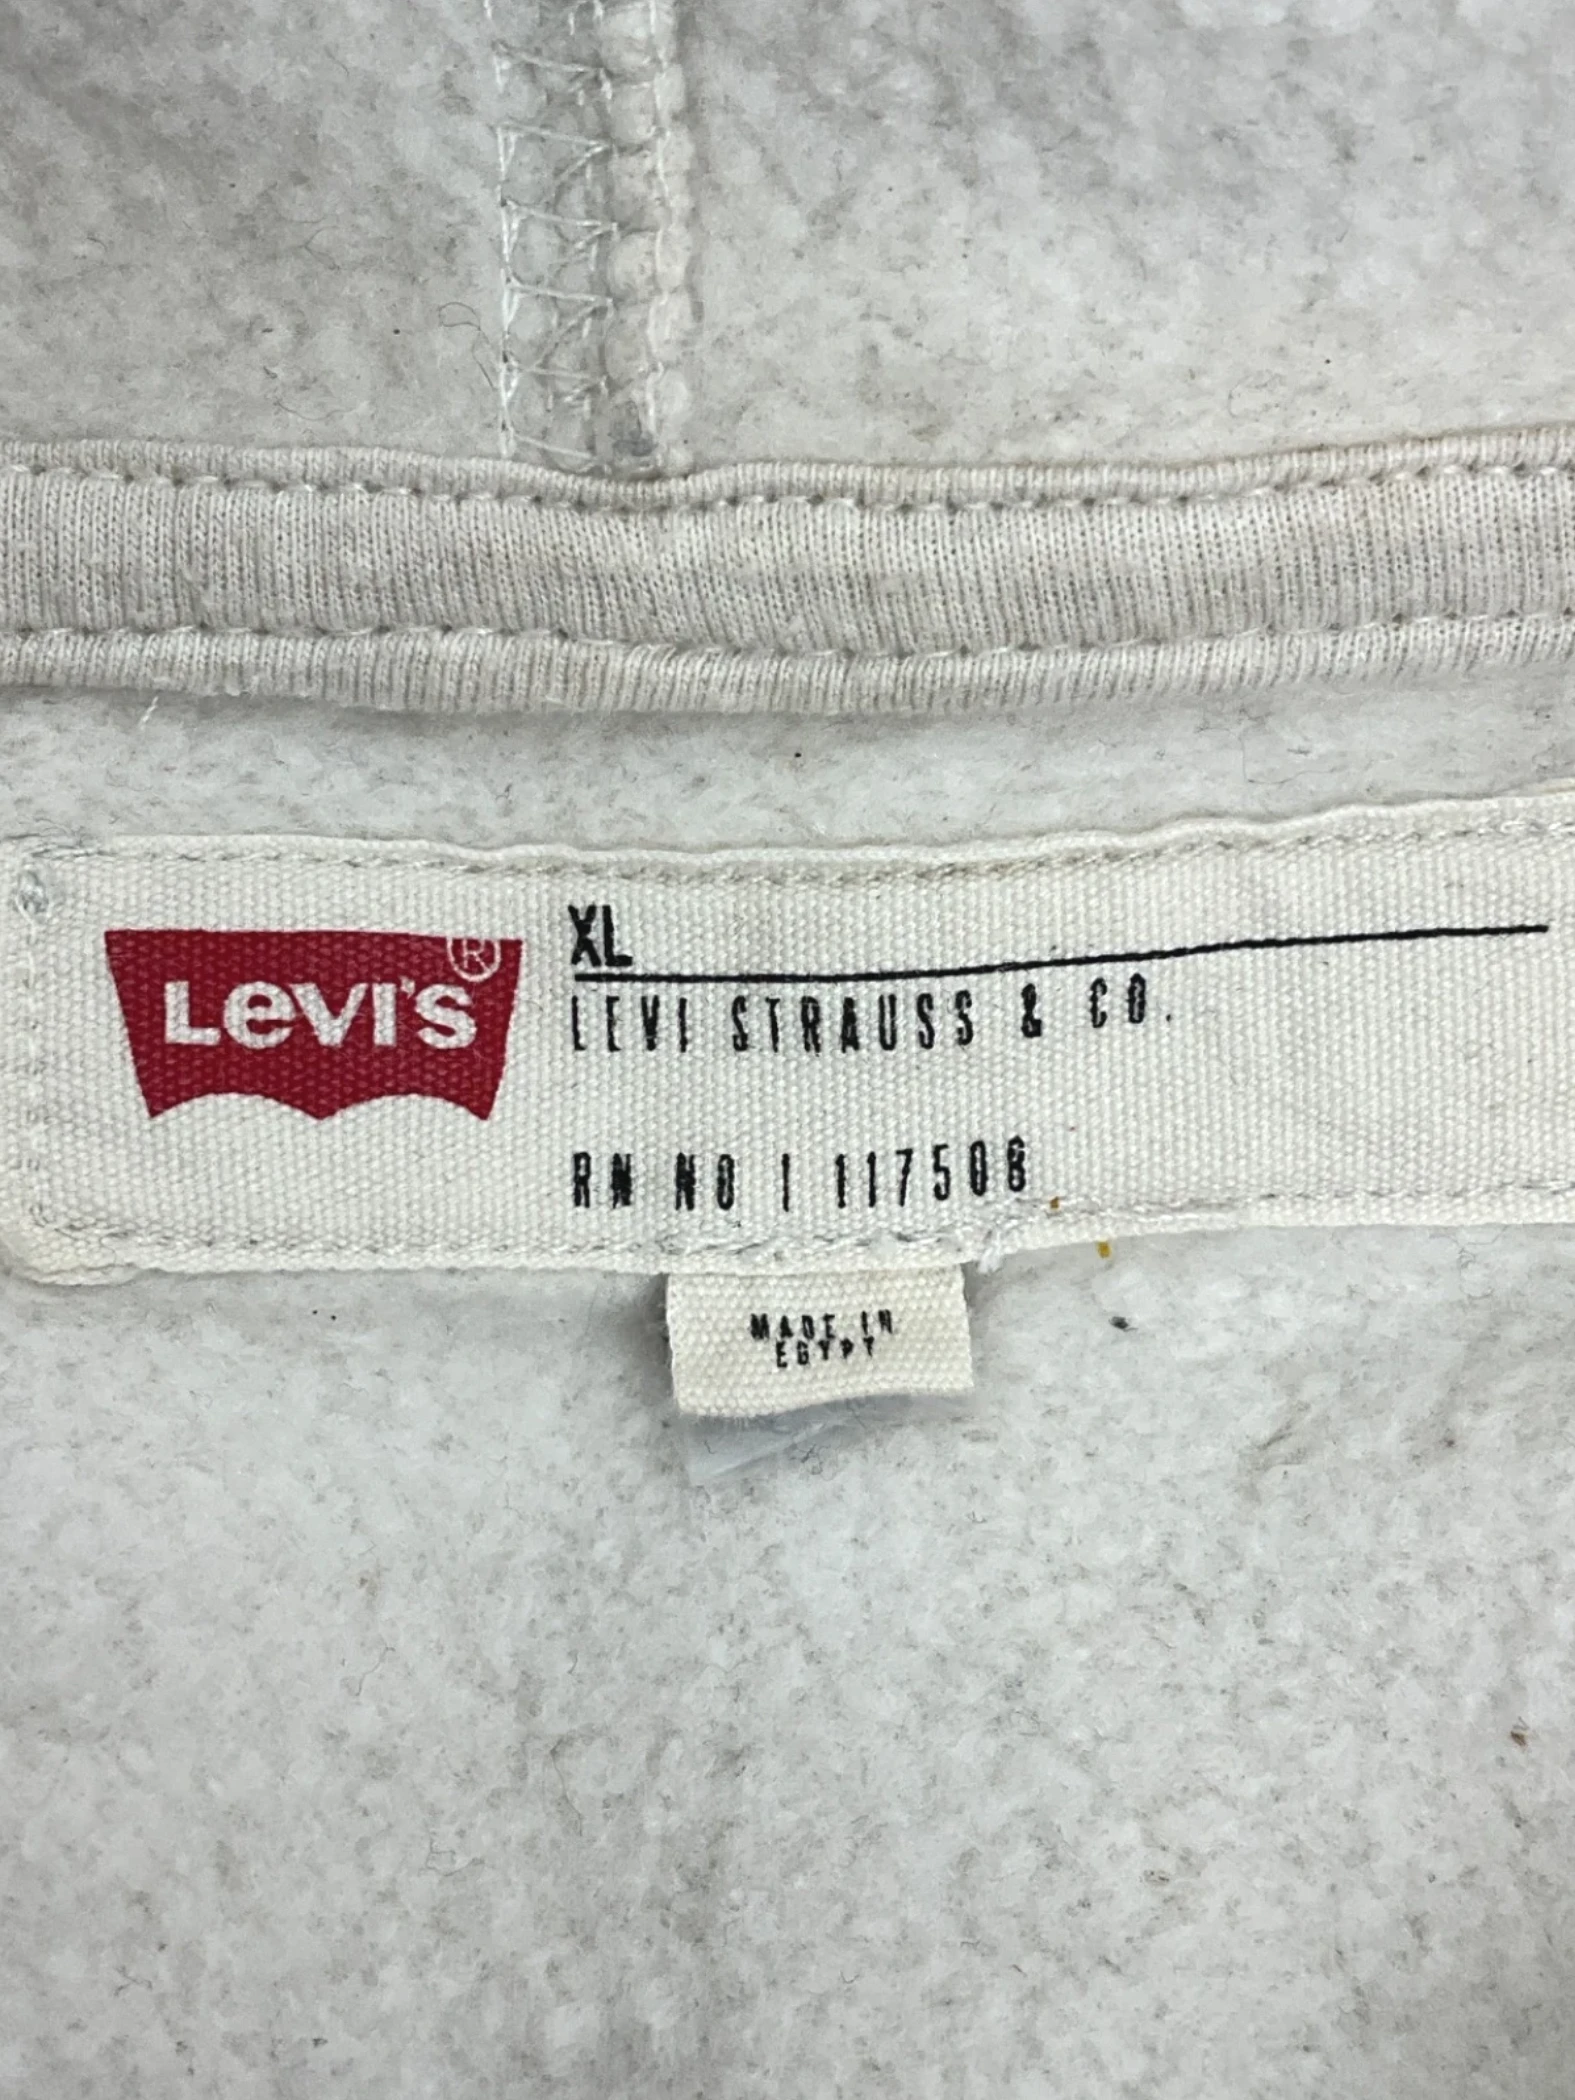 LEVI'S®
XL
LEVI STRAUSS & CO.
RN NO | 117508
MADE IN
EGYPT